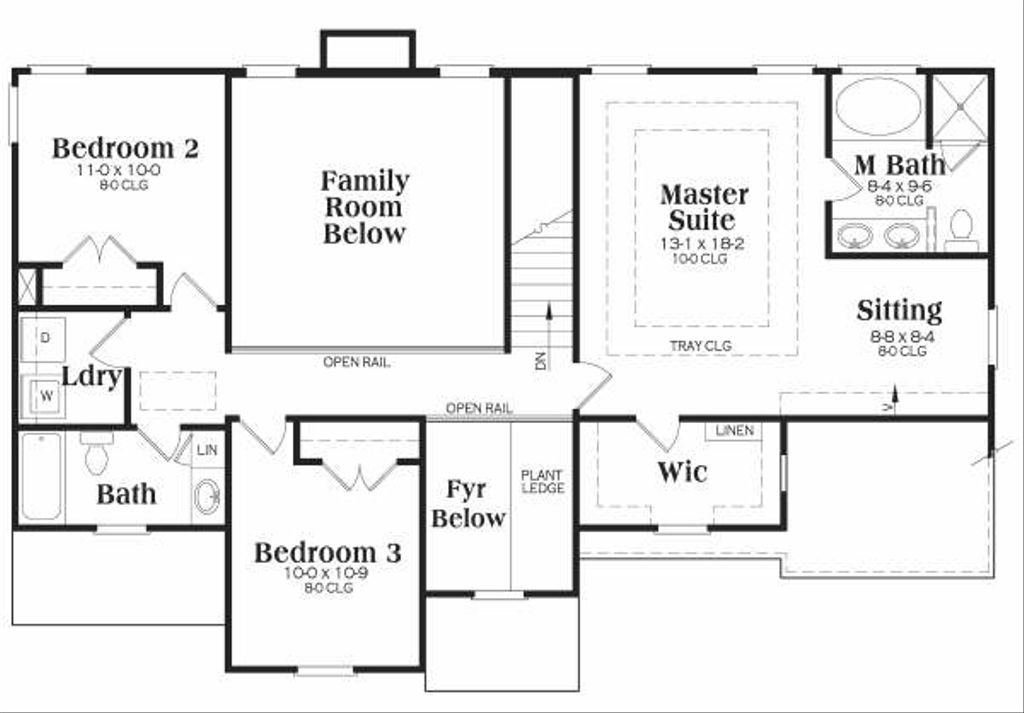 Bedroom 2
11-0 x 10-0
8-0 CLG
Family
Room
Below
Master
Suite
13-1 x 18-2
10-0 CLG
TRAY CLG
M Bath
8-4 x 9-6
8-0 CLG
Sitting
8-8 x 8-4
8-0 CLG
D
Ldry
W
OPEN RAIL
DN
OPEN RAIL
V
LIN
Bath
LINEN
Wic
Fyr
Below
PLANT
LEDGE
Bedroom 3
10-0 x 10-9
8-0 CLG